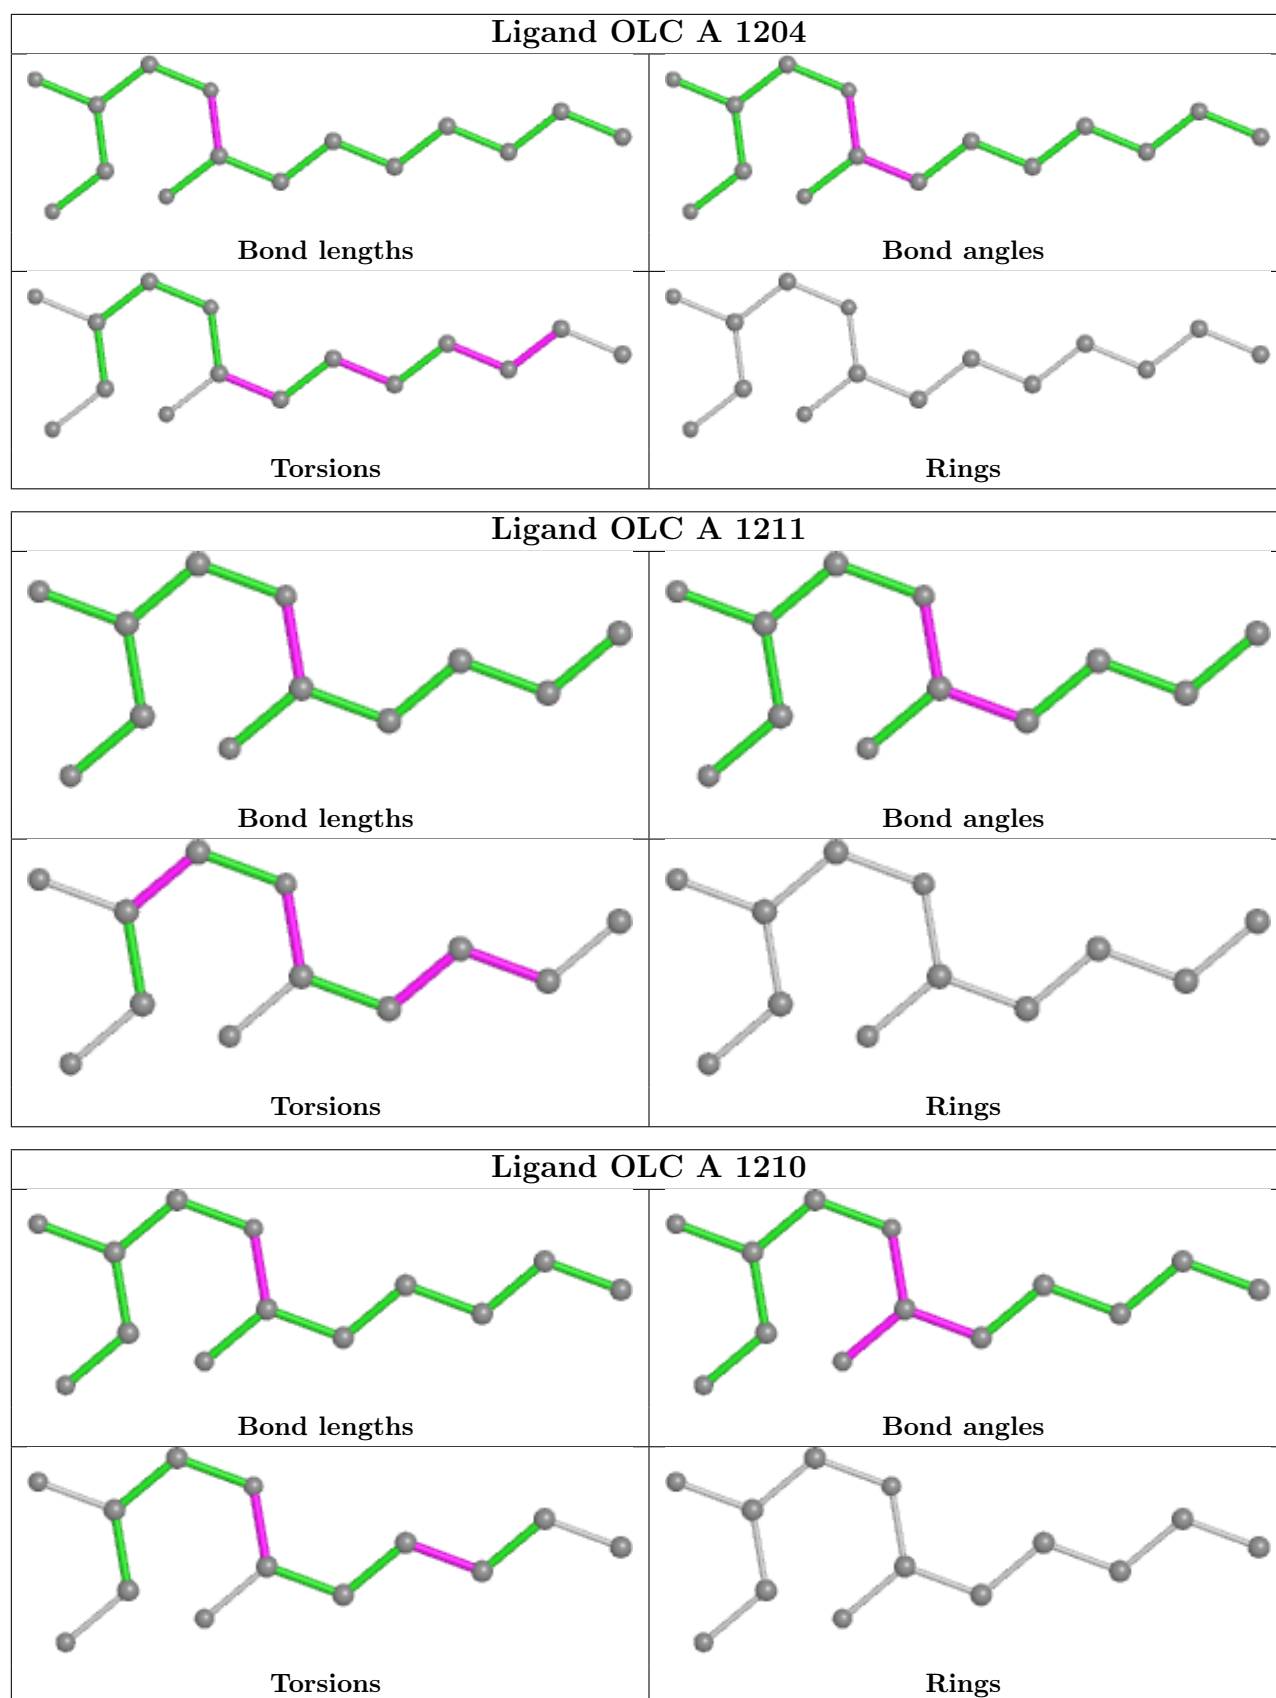 Ligand OLC A 1204
Bond lengths
Bond angles
Torsions
Rings
Ligand OLC A 1211
Bond lengths
Bond angles
Torsions
Rings
Ligand OLC A 1210
Bond lengths
Bond angles
Torsions
Rings